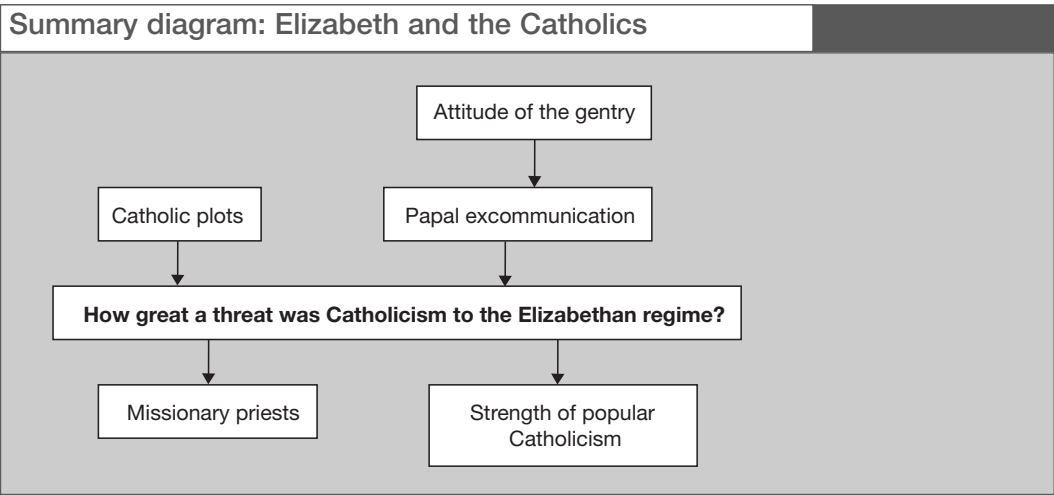 Summary diagram: Elizabeth and the Catholics
Attitude of the gentry
Catholic plots
Papal excommunication
How great a threat was Catholicism to the Elizabethan regime?
Missionary priests
Strength of popular
Catholicism